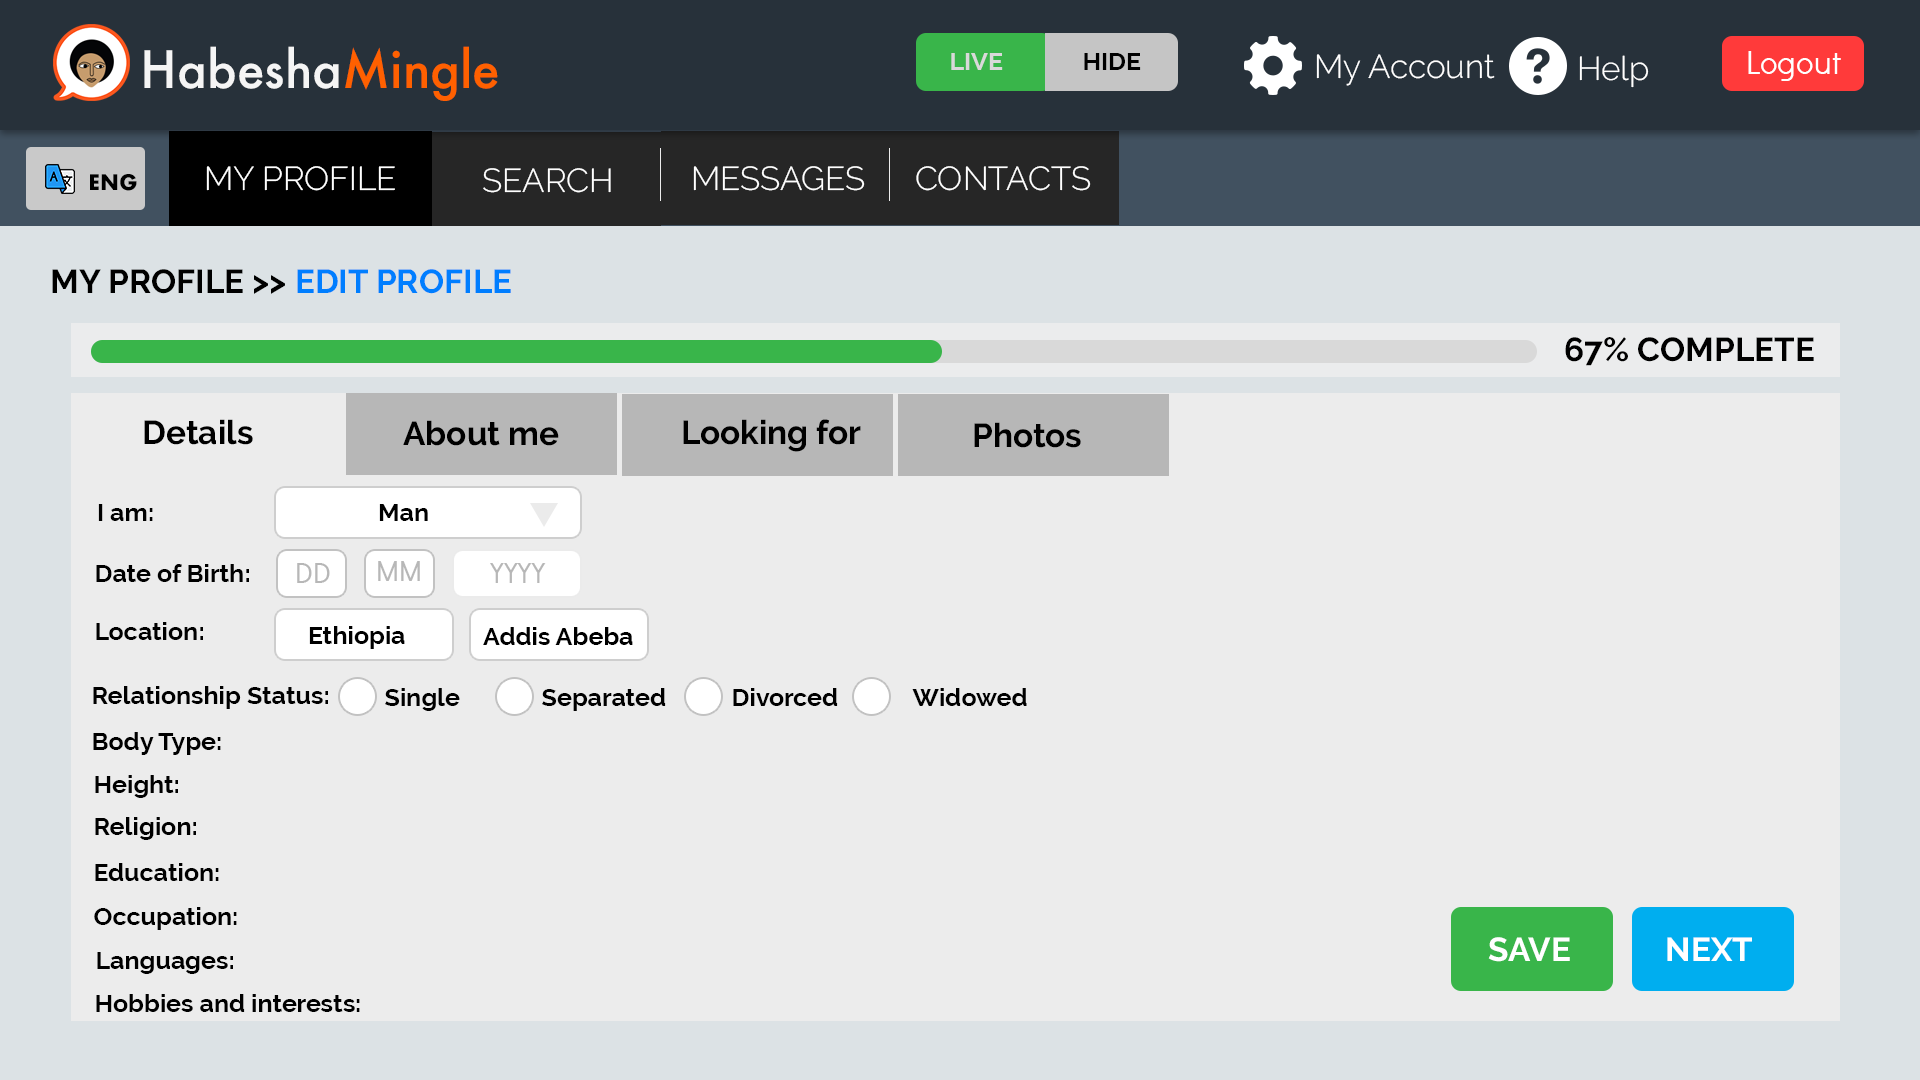 HabeshaMingle
LIVE HIDE My Account ? Help Logout
A ENG MY PROFILE SEARCH MESSAGES CONTACTS
MY PROFILE >> EDIT PROFILE
67% COMPLETE
Details About me Looking for Photos
I am: Man
Date of Birth: DD MM YYYY
Location: Ethiopia Addis Abeba
Relationship Status: Single Separated Divorced Widowed
Body Type:
Height:
Religion:
Education:
Occupation:
Languages:
Hobbies and interests:
SAVE NEXT